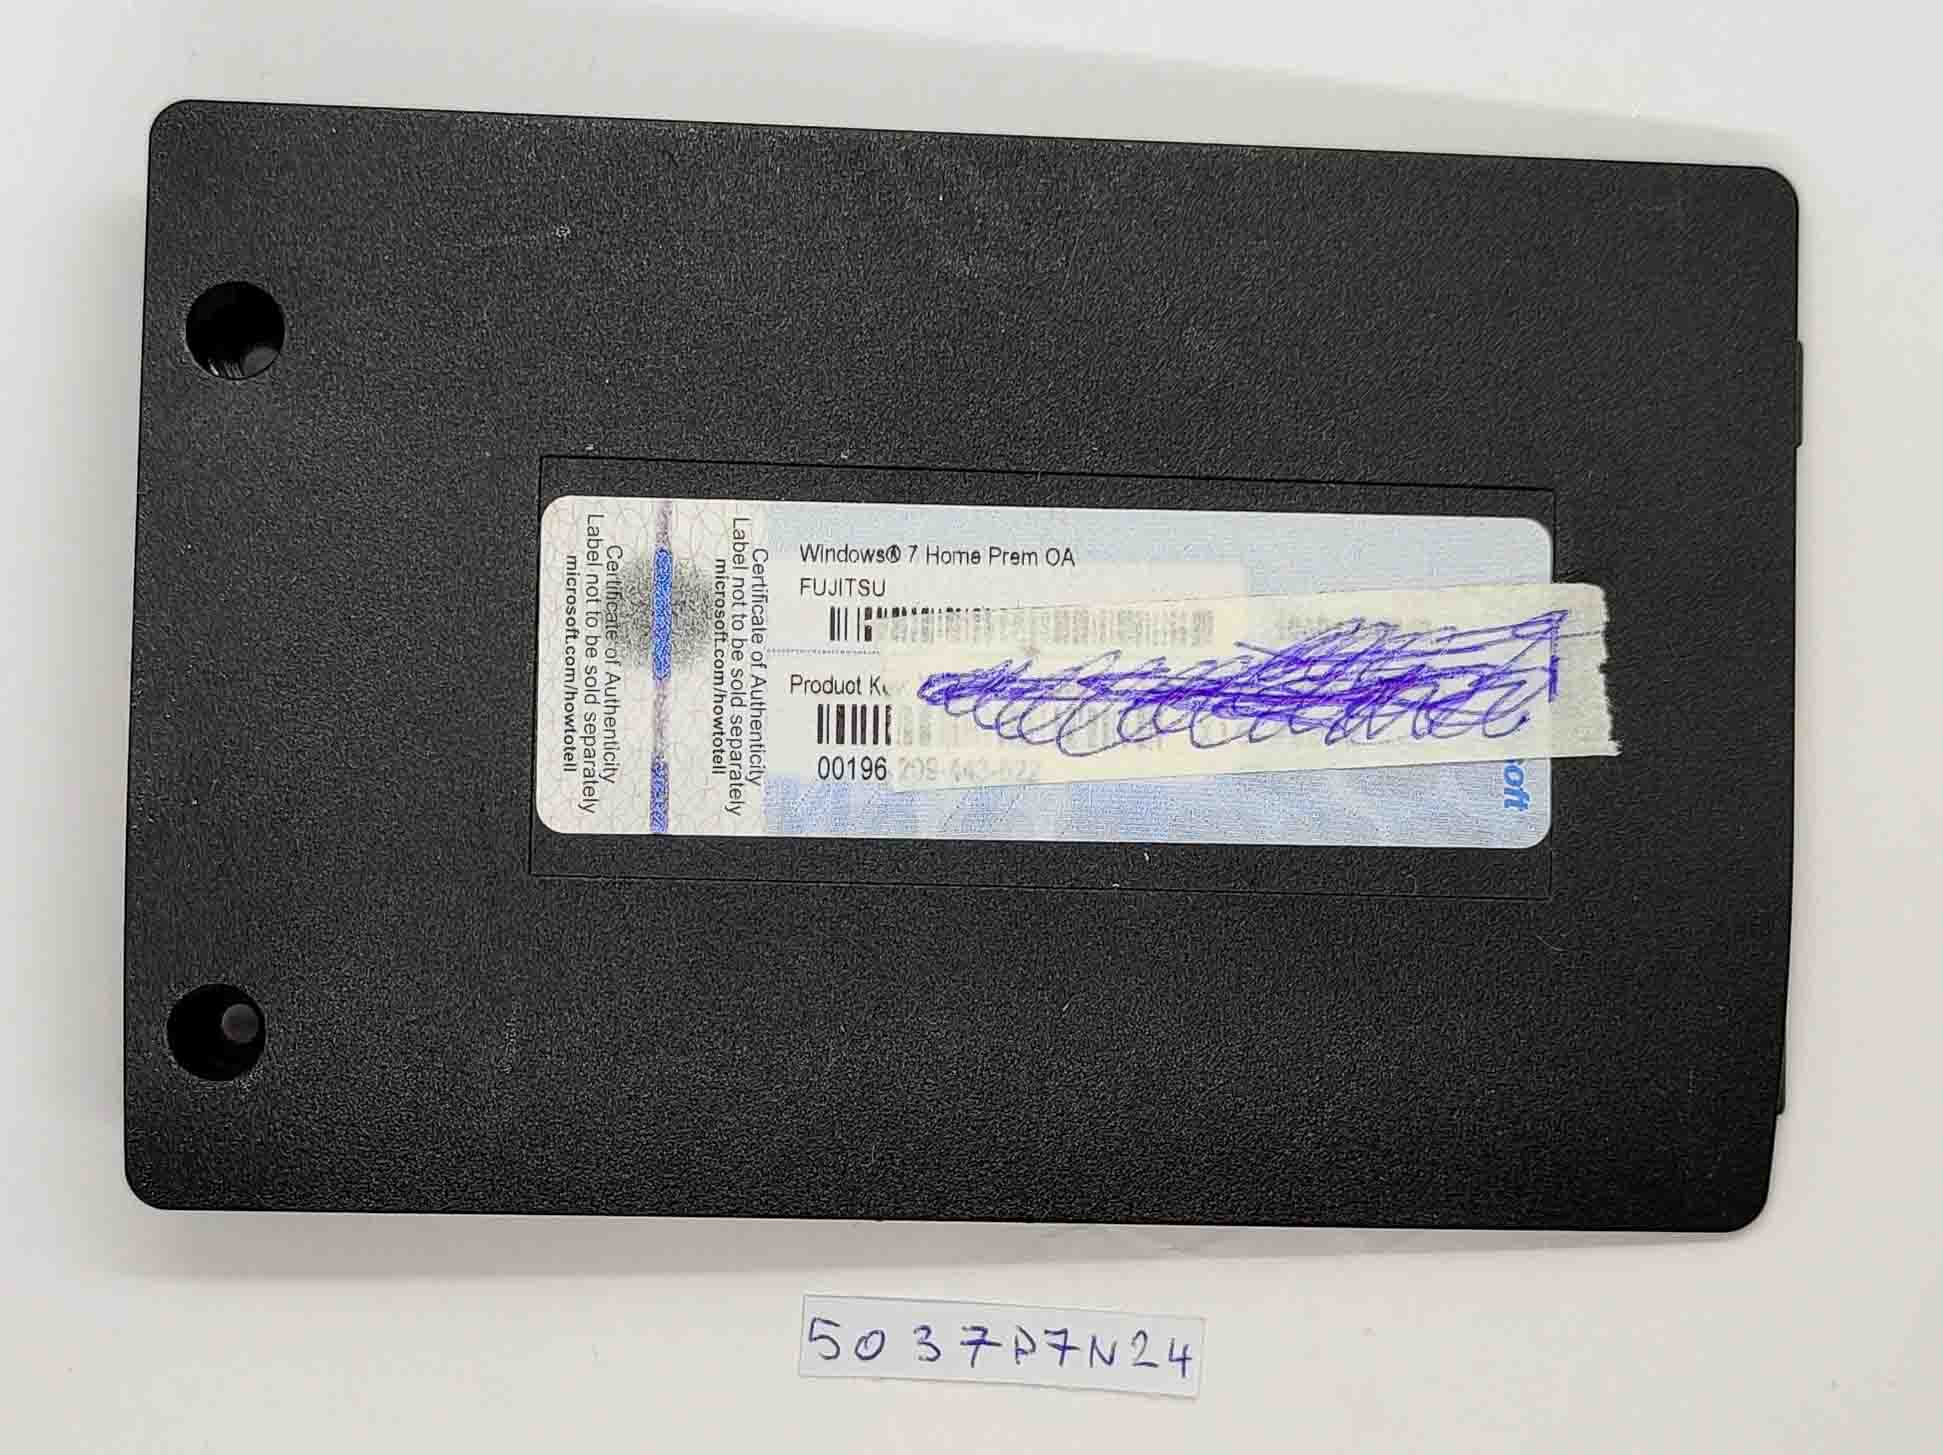 Windows® 7 Home Prem OA
FUJITSU
Product
00196
Certificate of Authenticity
Label not to be sold separately
microsoft.com/howtotell
Certificate of Authenticity
Label not to be sold separately
microsoft.com/howtotell
5037P7N24